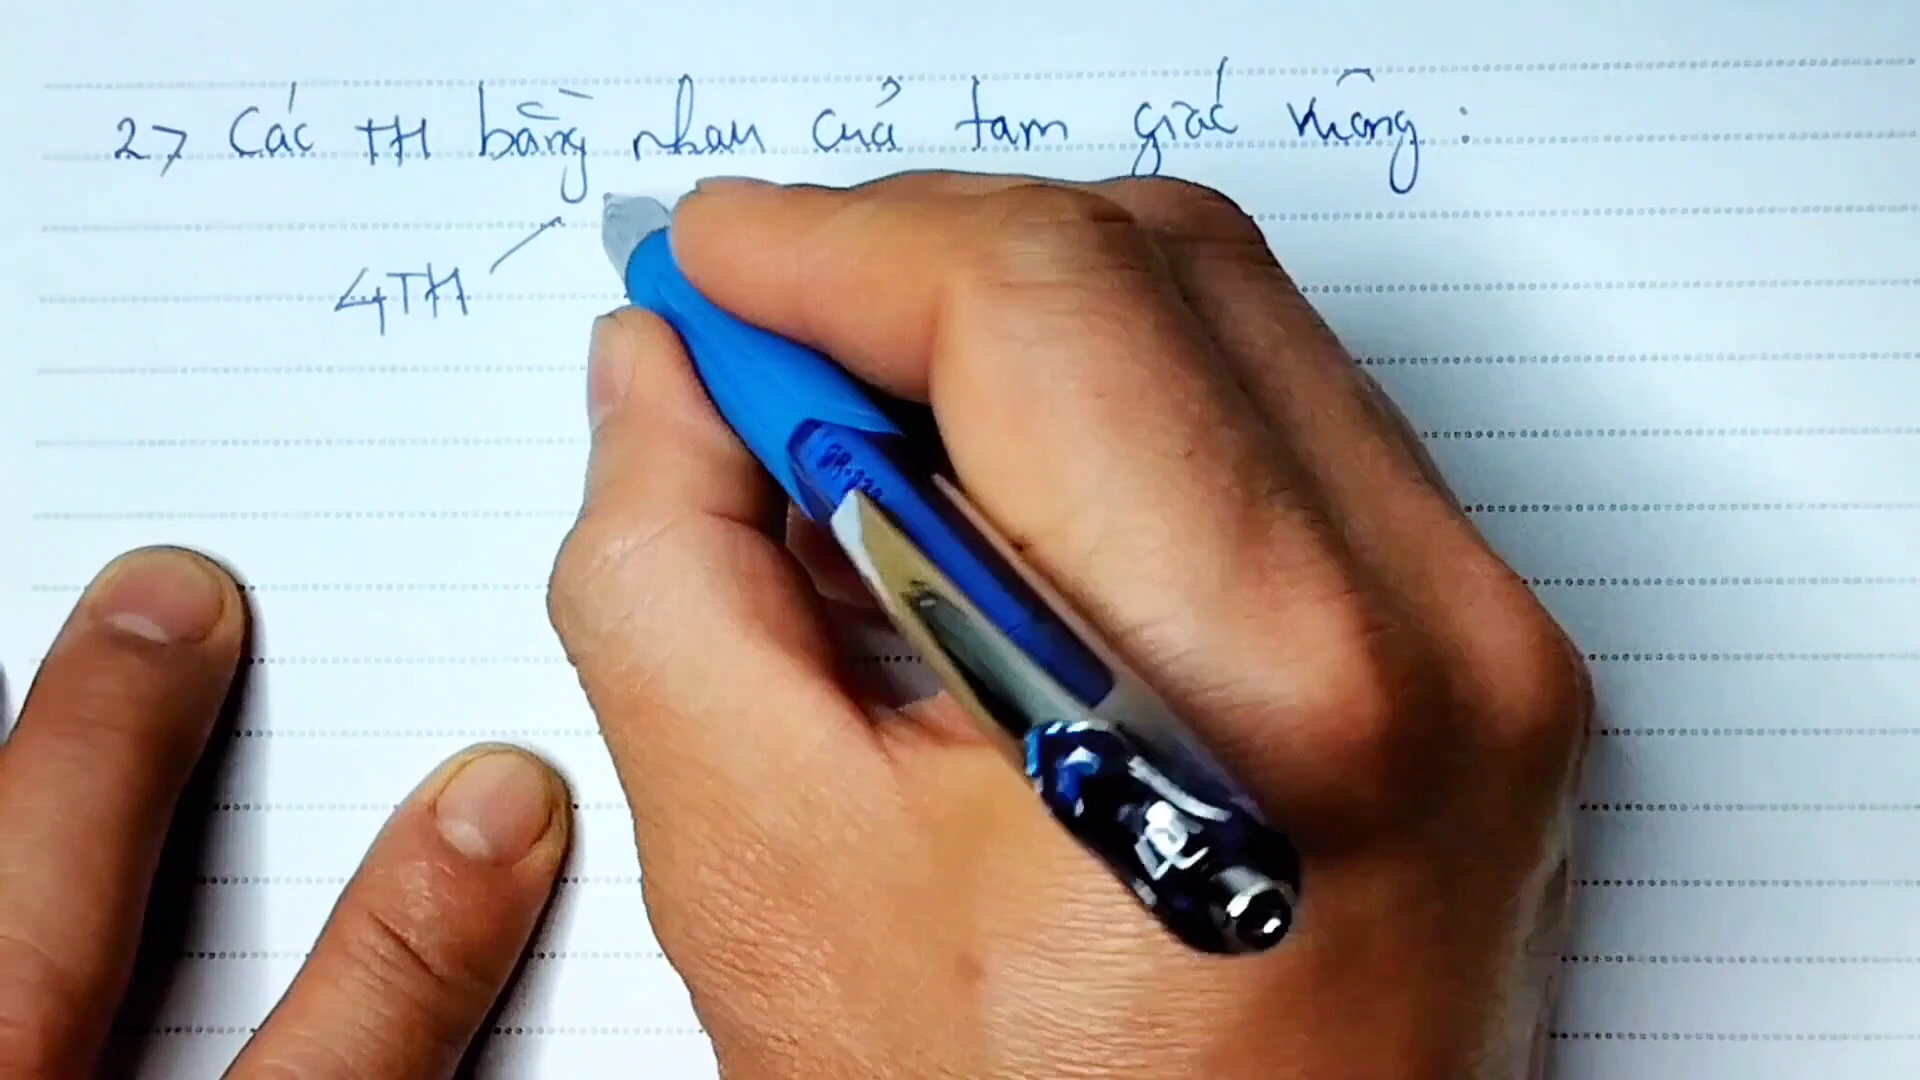 2> Các TH bằng nhau của tam giác vuông :
4TH